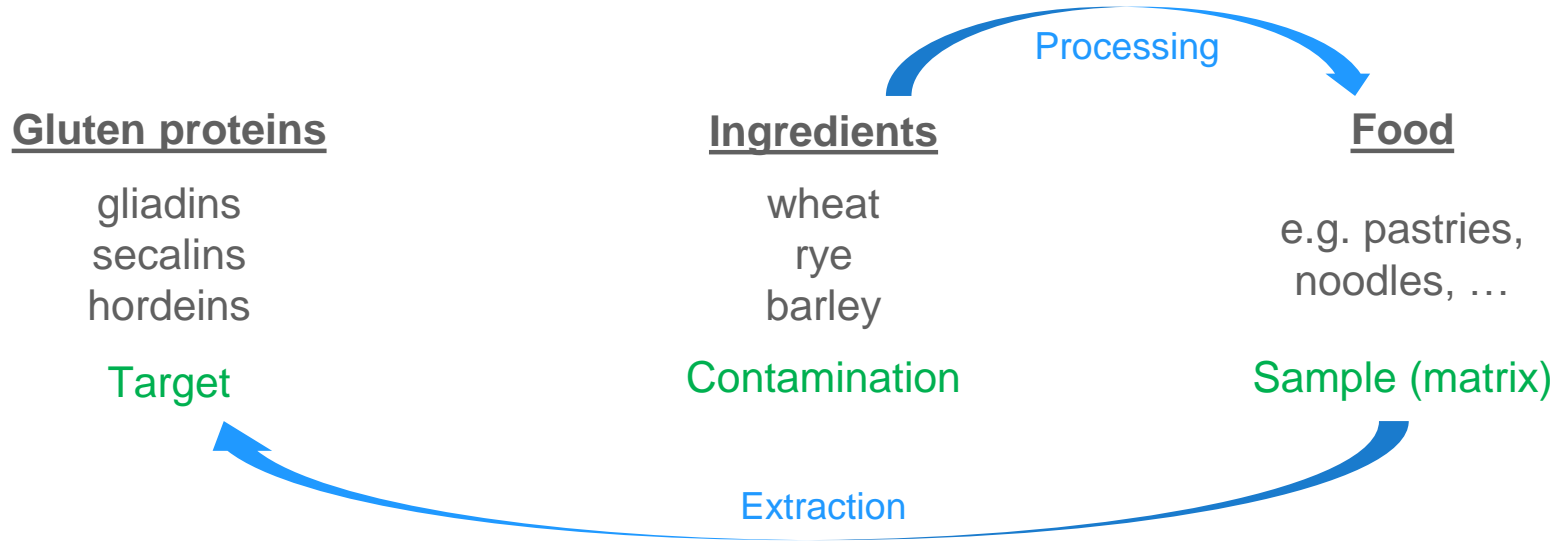 Processing
Gluten proteins
gliadins
secalins
hordeins
Target
Ingredients
wheat
rye
barley
Contamination
Food
e.g. pastries,
noodles, …
Sample (matrix)
Extraction